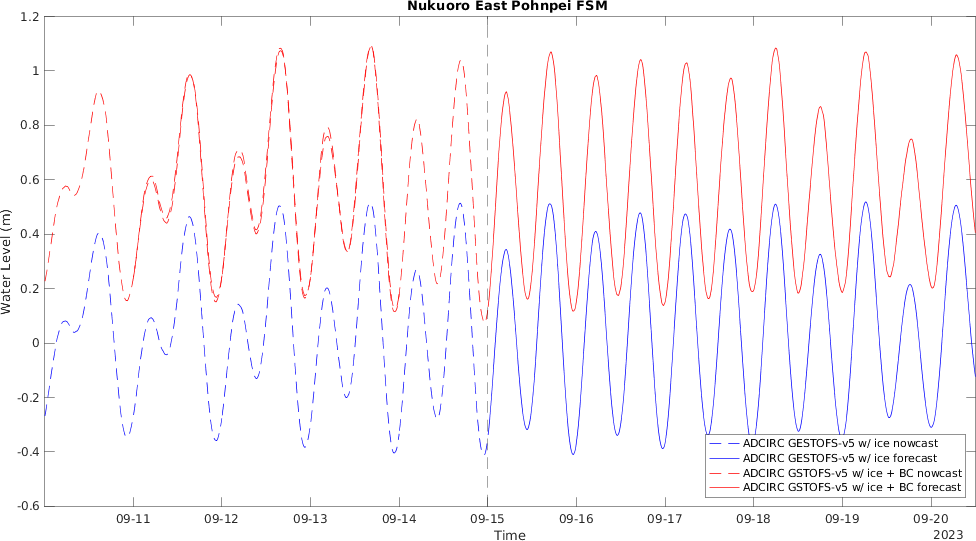 Nukuoro East Pohnpei FSM
1.2
1
0.8
0.6
0.4
0.2
0
-0.2
-0.4
-0.6
Water Level (m)
ADCIRC GESTOFS-v5 w/ ice nowcast
ADCIRC GESTOFS-v5 w/ ice forecast
ADCIRC GSTOFS-v5 w/ ice + BC nowcast
ADCIRC GSTOFS-v5 w/ ice + BC forecast
09-11 09-12 09-13 09-14 09-15 09-16 09-17 09-18 09-19 09-20
Time
2023